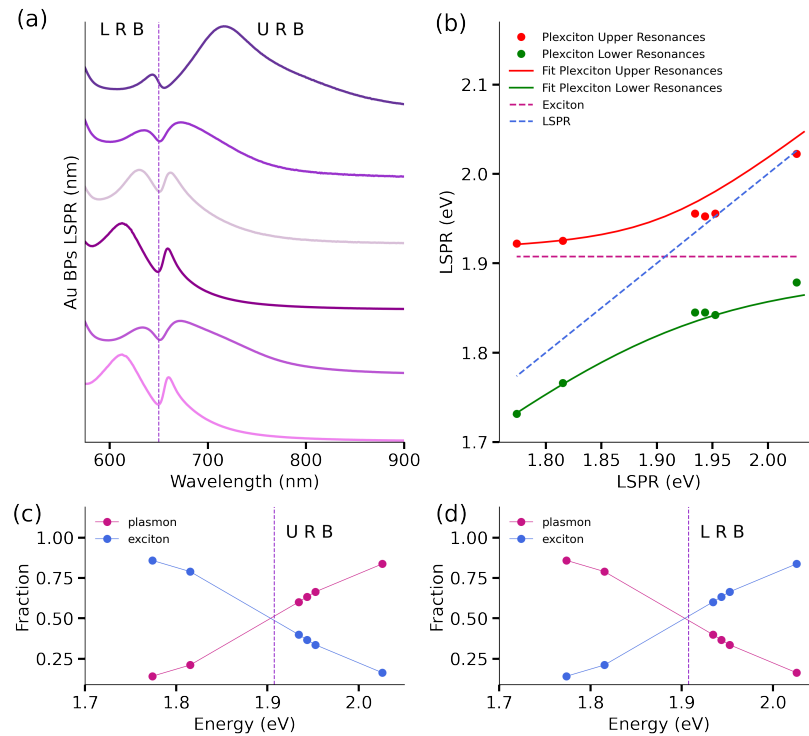 (a)
L R B
U R B
Au BPs LSPR (nm)
600
700
800
900
Wavelength (nm)
(b)
Plexciton Upper Resonances
Plexciton Lower Resonances
Fit Plexciton Upper Resonances
Fit Plexciton Lower Resonances
Exciton
LSPR
2.1
2.0
1.9
1.8
1.7
LSPR (eV)
1.80
1.85
1.90
1.95
2.00
LSPR (eV)
(c)
plasmon
exciton
U R B
1.00
0.75
0.50
0.25
Fraction
1.7
1.8
1.9
2.0
Energy (eV)
(d)
plasmon
exciton
L R B
1.00
0.75
0.50
0.25
Fraction
1.7
1.8
1.9
2.0
Energy (eV)